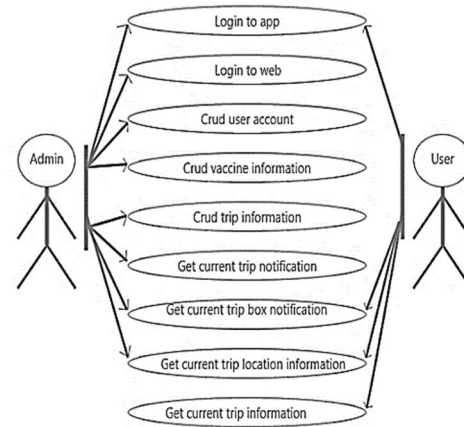 Login to app
Login to web
Crud user account
Admin
User
Crud vaccine information
Crud trip information
Get current trip notification
Get current trip box notification
Get current trip location information
Get current trip information